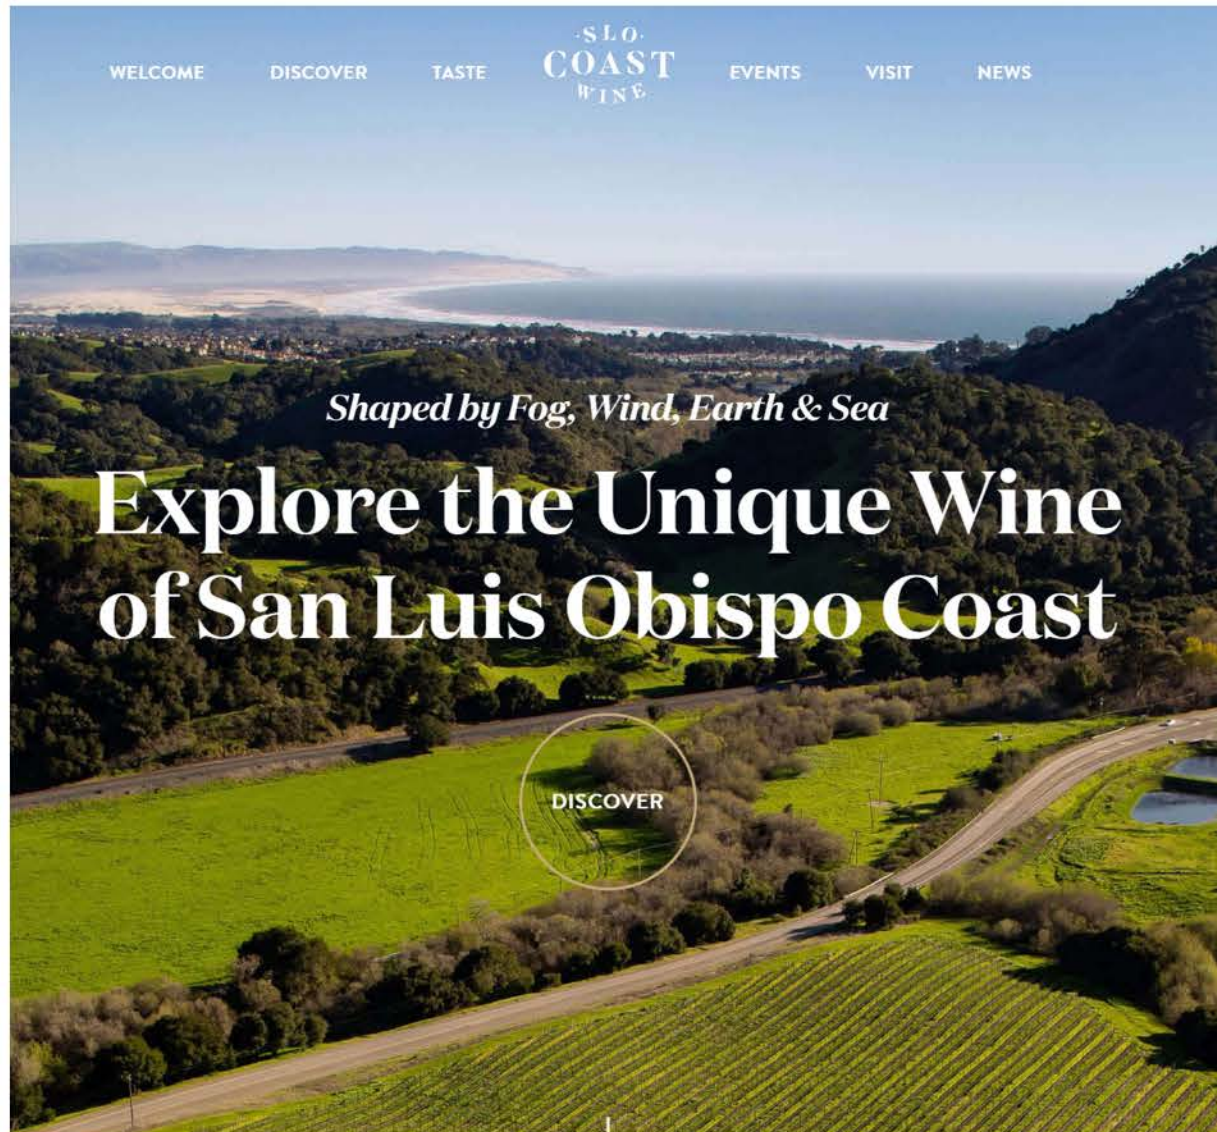 WELCOME DISCOVER TASTE
·SLO·
COAST
WINE
EVENTS VISIT NEWS
Shaped by Fog, Wind, Earth & Sea
Explore the Unique Wine
of San Luis Obispo Coast
DISCOVER